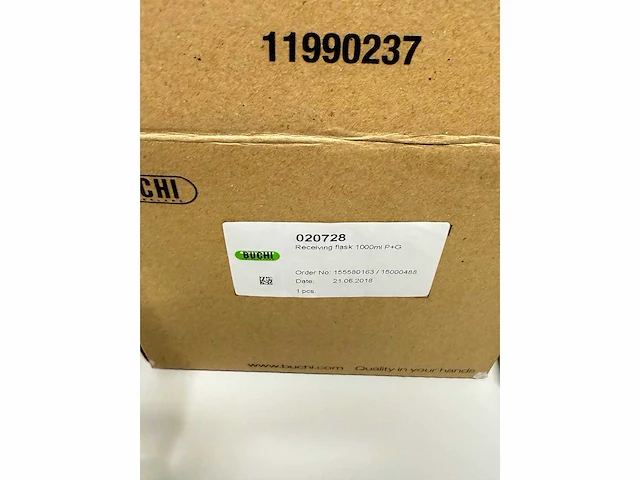 11990237
CHI
020728
Receiving flask 1000ml P+G
BUCHI
Order No: 155580163 / 15000488
Date: 21.06.2018
1 pcs.
www.buchi.com Quality in your hands